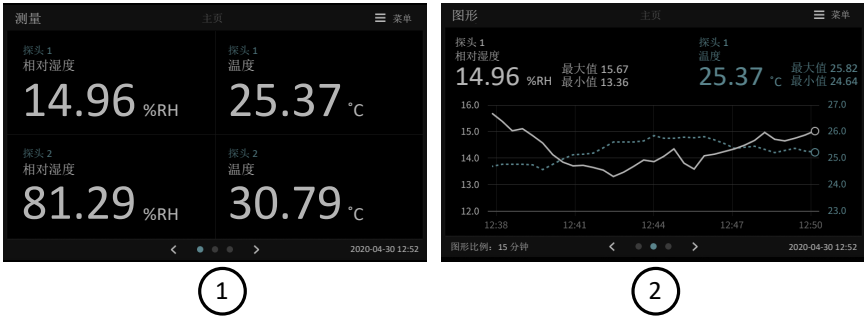 测量 主页 菜单
探头 1 探头 1
相对湿度 温度
14.96 %RH 25.37 °C
探头 2 探头 2
相对湿度 温度
81.29 %RH 30.79 °C
2020-04-30 12:52
1
图形 主页 菜单
探头 1 探头 1
相对湿度 温度
14.96 %RH 最大值 15.67 25.37 °C 最大值 25.82
最小值 13.36 最小值 24.64
16.0 27.0
15.0 26.0
14.0 25.0
13.0 24.0
12.0 23.0
12:38 12:41 12:44 12:47 12:50
图形比例: 15 分钟 2020-04-30 12:52
2